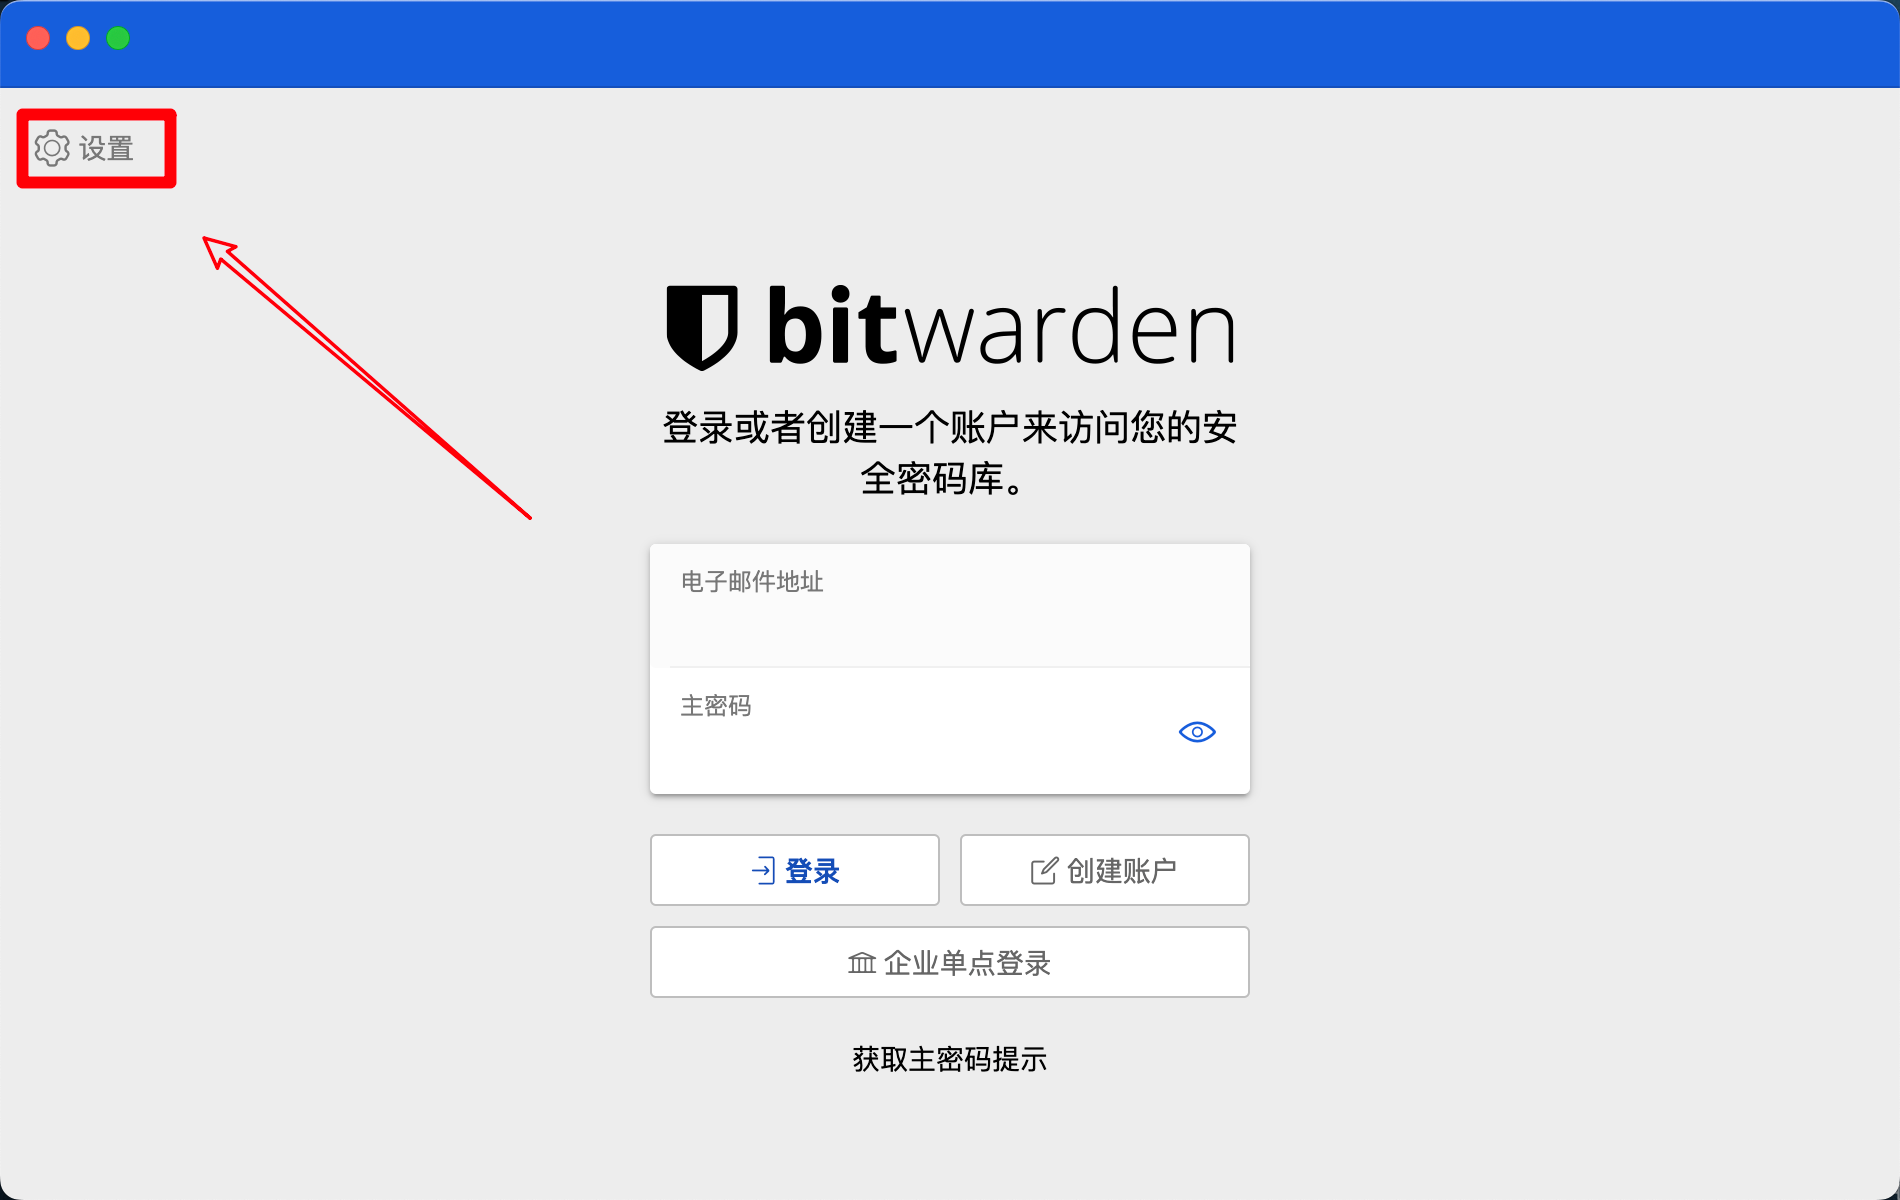 设置
bitwarden
登录或者创建一个账户来访问您的安
全密码库。
电子邮件地址
主密码
登录
创建账户
企业单点登录
获取主密码提示